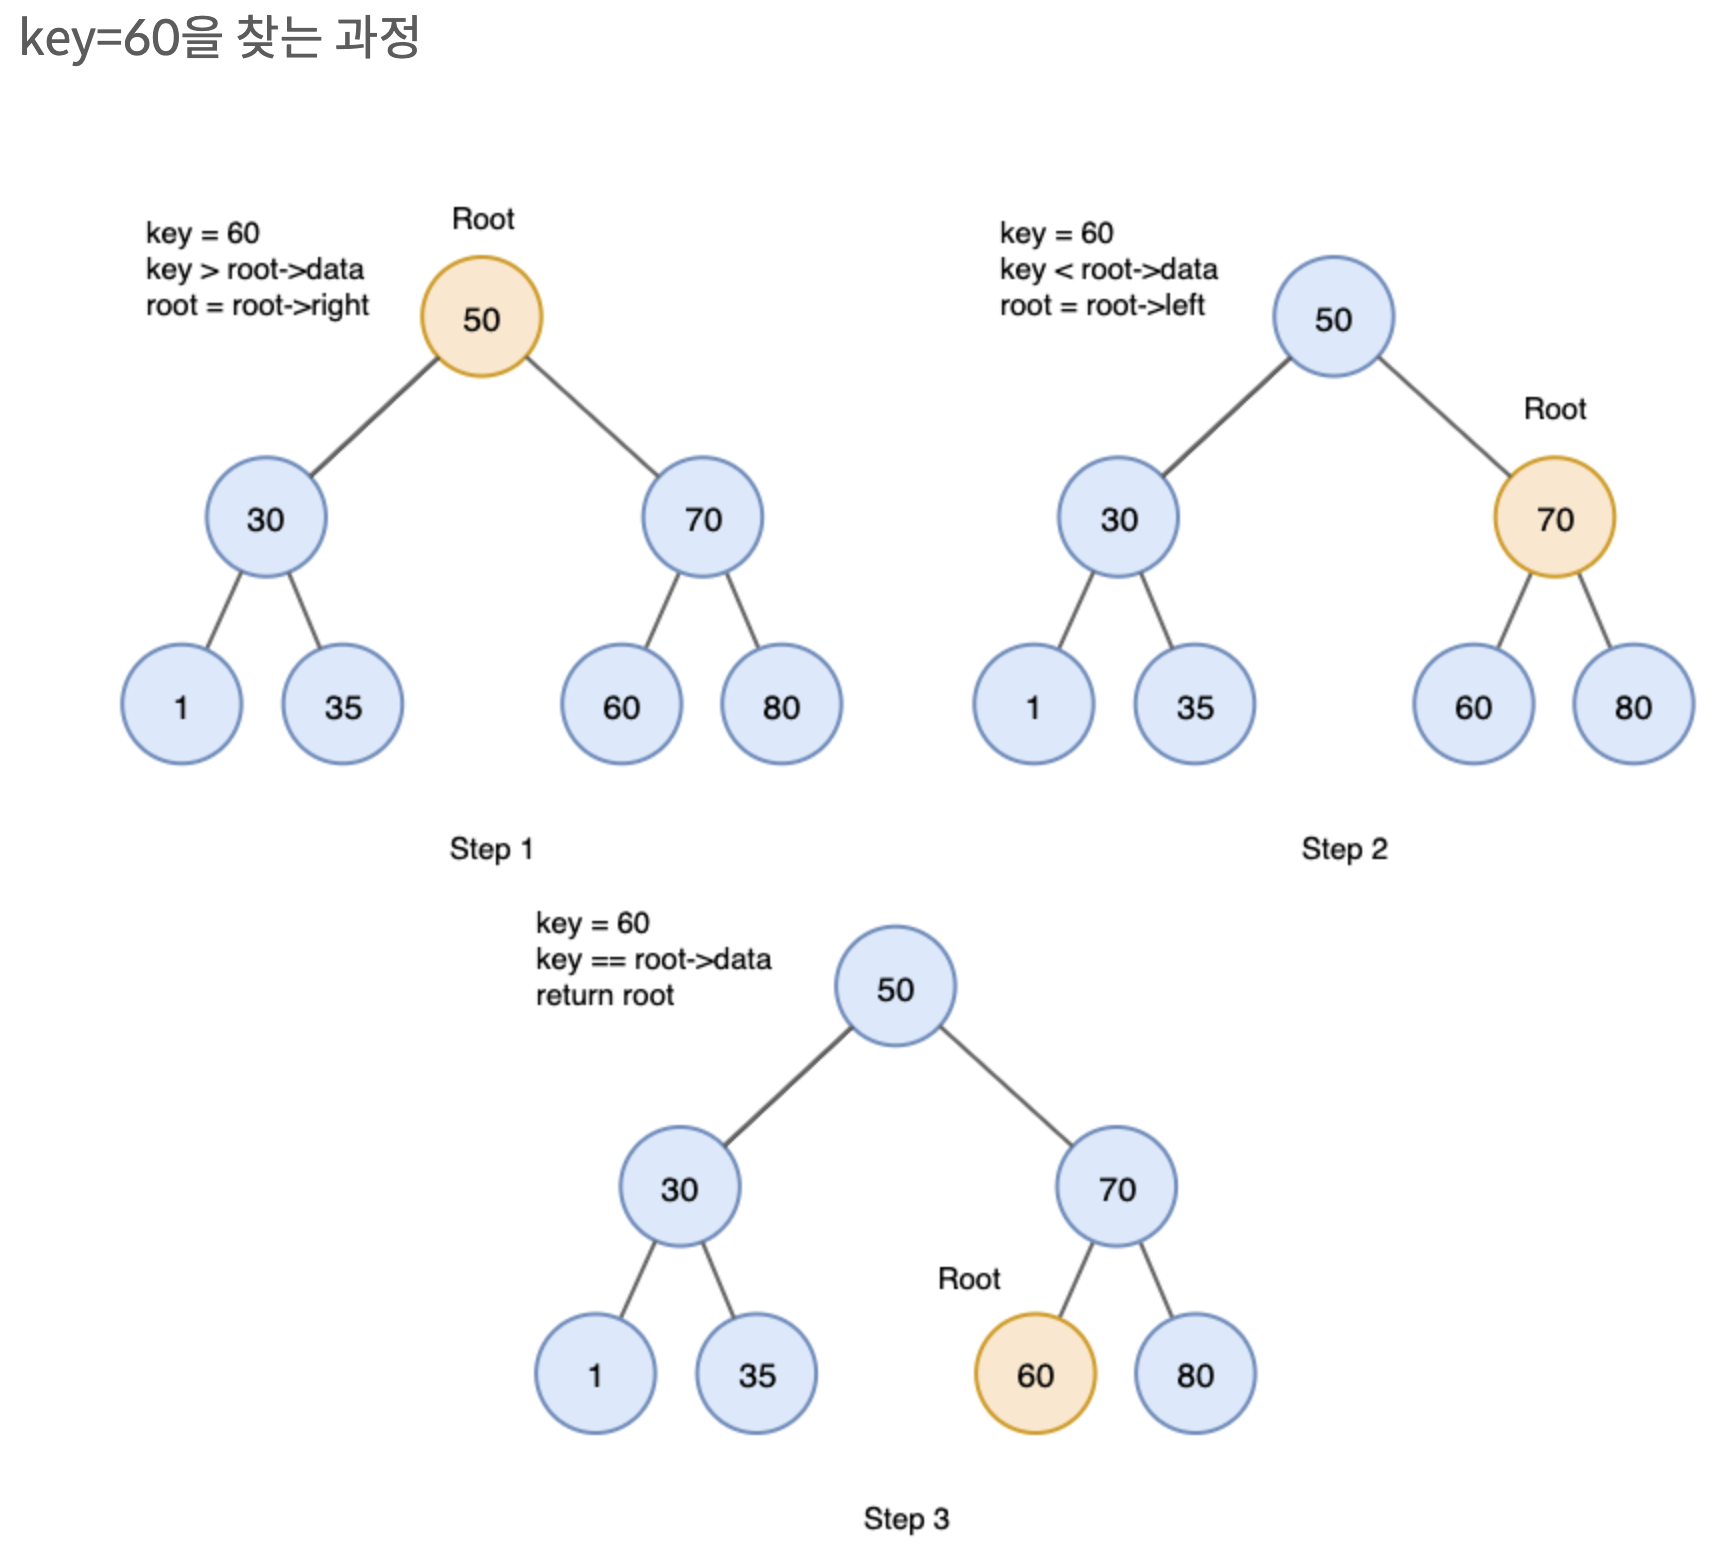 key=60을 찾는 과정
key = 60
key > root->data
root = root->right
Root
50
30
70
1
35
60
80
Step 1
key = 60
key < root->data
root = root->left
50
Root
30
70
1
35
60
80
Step 2
key = 60
key == root->data
return root
50
30
70
Root
1
35
60
80
Step 3